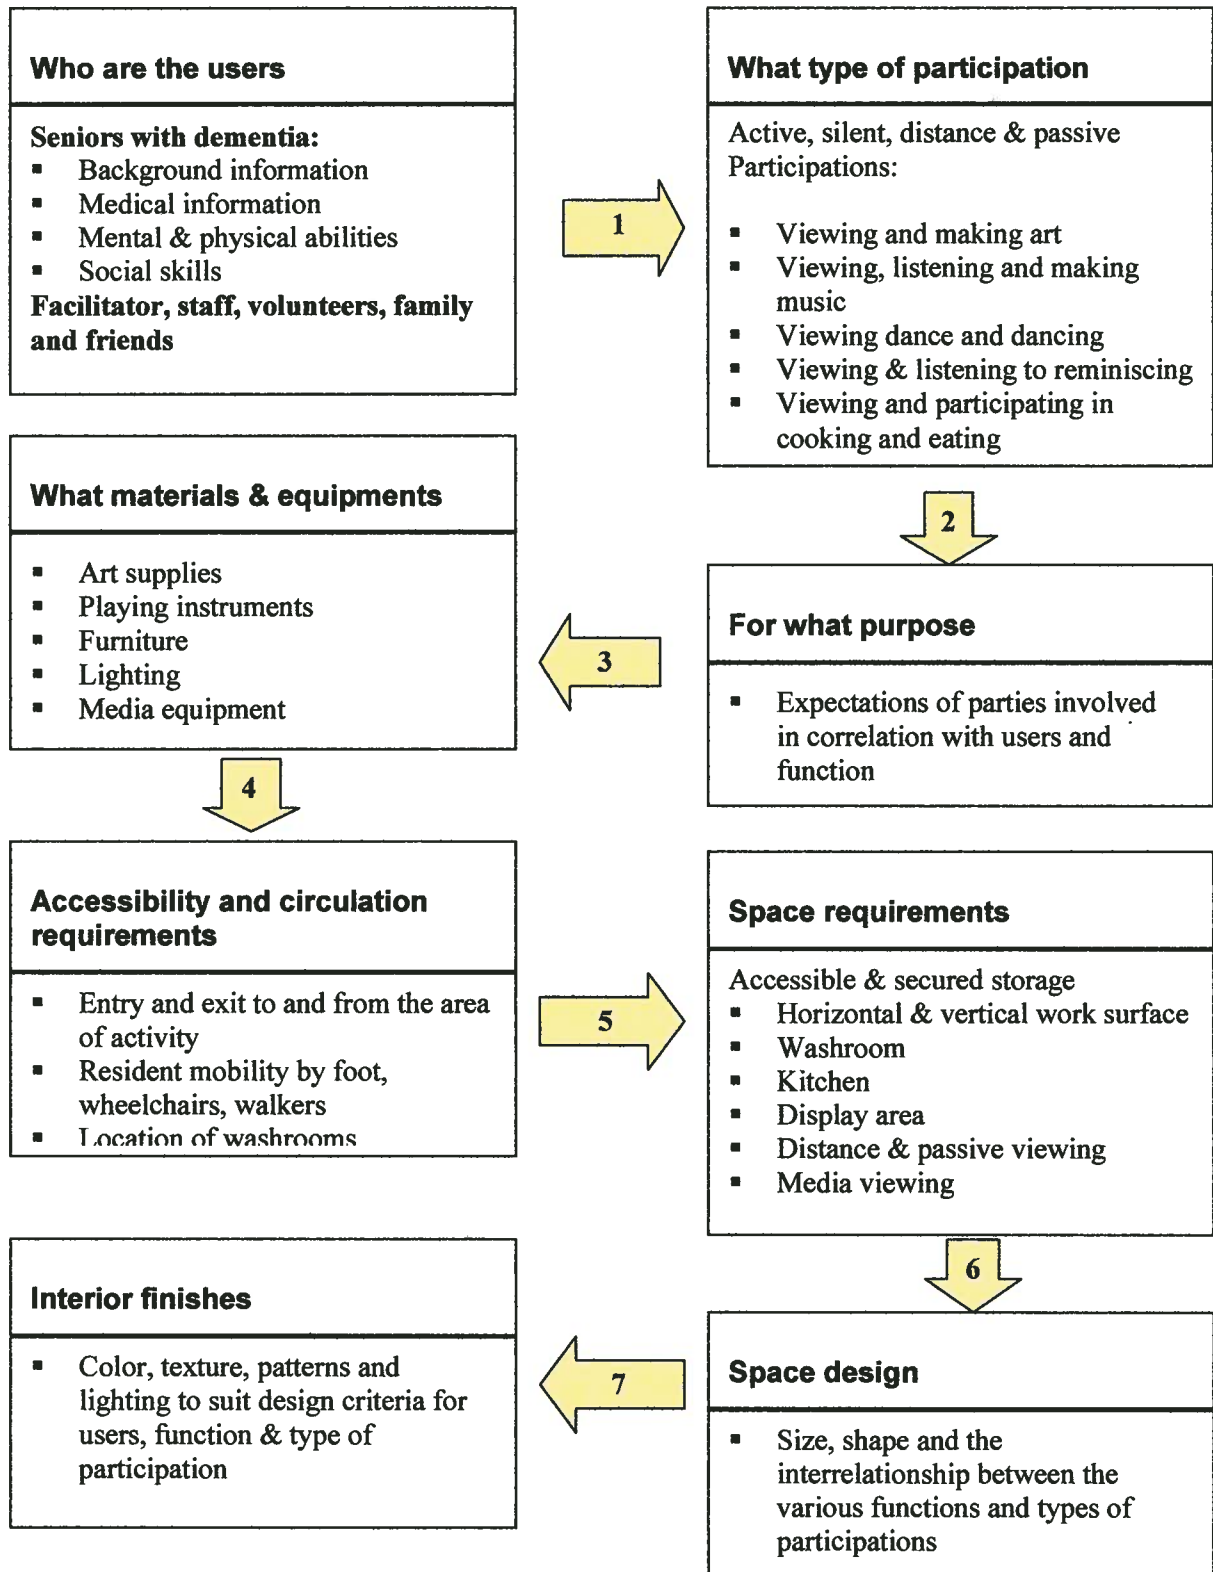 Who are the users
Seniors with dementia:
▪ Background information
▪ Medical information
▪ Mental & physical abilities
▪ Social skills
Facilitator, staff, volunteers, family
and friends
1
What type of participation
Active, silent, distance & passive
Participations:
▪ Viewing and making art
▪ Viewing, listening and making
music
▪ Viewing dance and dancing
▪ Viewing & listening to reminiscing
▪ Viewing and participating in
cooking and eating
2
For what purpose
▪ Expectations of parties involved
in correlation with users and
function
3
What materials & equipments
▪ Art supplies
▪ Playing instruments
▪ Furniture
▪ Lighting
▪ Media equipment
4
Accessibility and circulation
requirements
▪ Entry and exit to and from the area
of activity
▪ Resident mobility by foot,
wheelchairs, walkers
▪ Location of washrooms
5
Space requirements
Accessible & secured storage
▪ Horizontal & vertical work surface
▪ Washroom
▪ Kitchen
▪ Display area
▪ Distance & passive viewing
▪ Media viewing
6
Space design
▪ Size, shape and the
interrelationship between the
various functions and types of
participations
7
Interior finishes
▪ Color, texture, patterns and
lighting to suit design criteria for
users, function & type of
participation